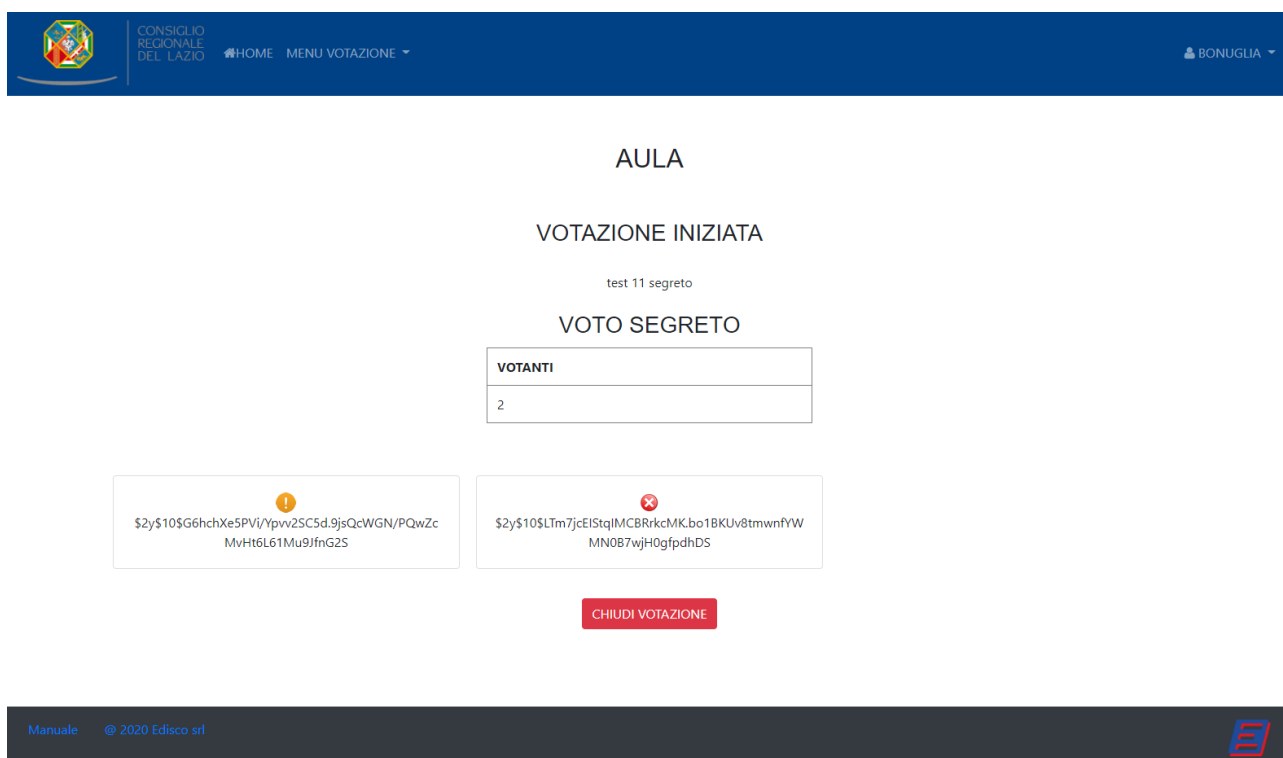 CONSIGLIO
REGIONALE
DEL LAZIO
HOME MENU VOTAZIONE
BONUGLIA
AULA
VOTAZIONE INIZIATA
test 11 segreto
VOTO SEGRETO
VOTANTI
2
$2y$10$G6hchXe5PVi/Ypvv2SC5d.9jsQcWGN/PQwZc
MvHt6L61Mu9JfnG2S
$2y$10$LTm7jcEIStqIMCBRrkcMK.bo1BKUv8tmwnfYW
MN0B7wjH0gfpdhDS
CHIUDI VOTAZIONE
Manuale @ 2020 Edisco srl